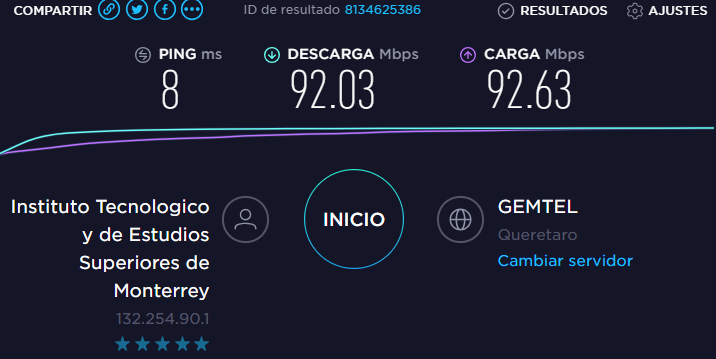 COMPARTIR
ID de resultado 8134625386
RESULTADOS
AJUSTES
PING ms
DESCARGA Mbps
CARGA Mbps
8
92.03
92.63
Instituto Tecnologico
y de Estudios
Superiores de
Monterrey
132.254.90.1
INICIO
GEMTEL
Queretaro
Cambiar servidor